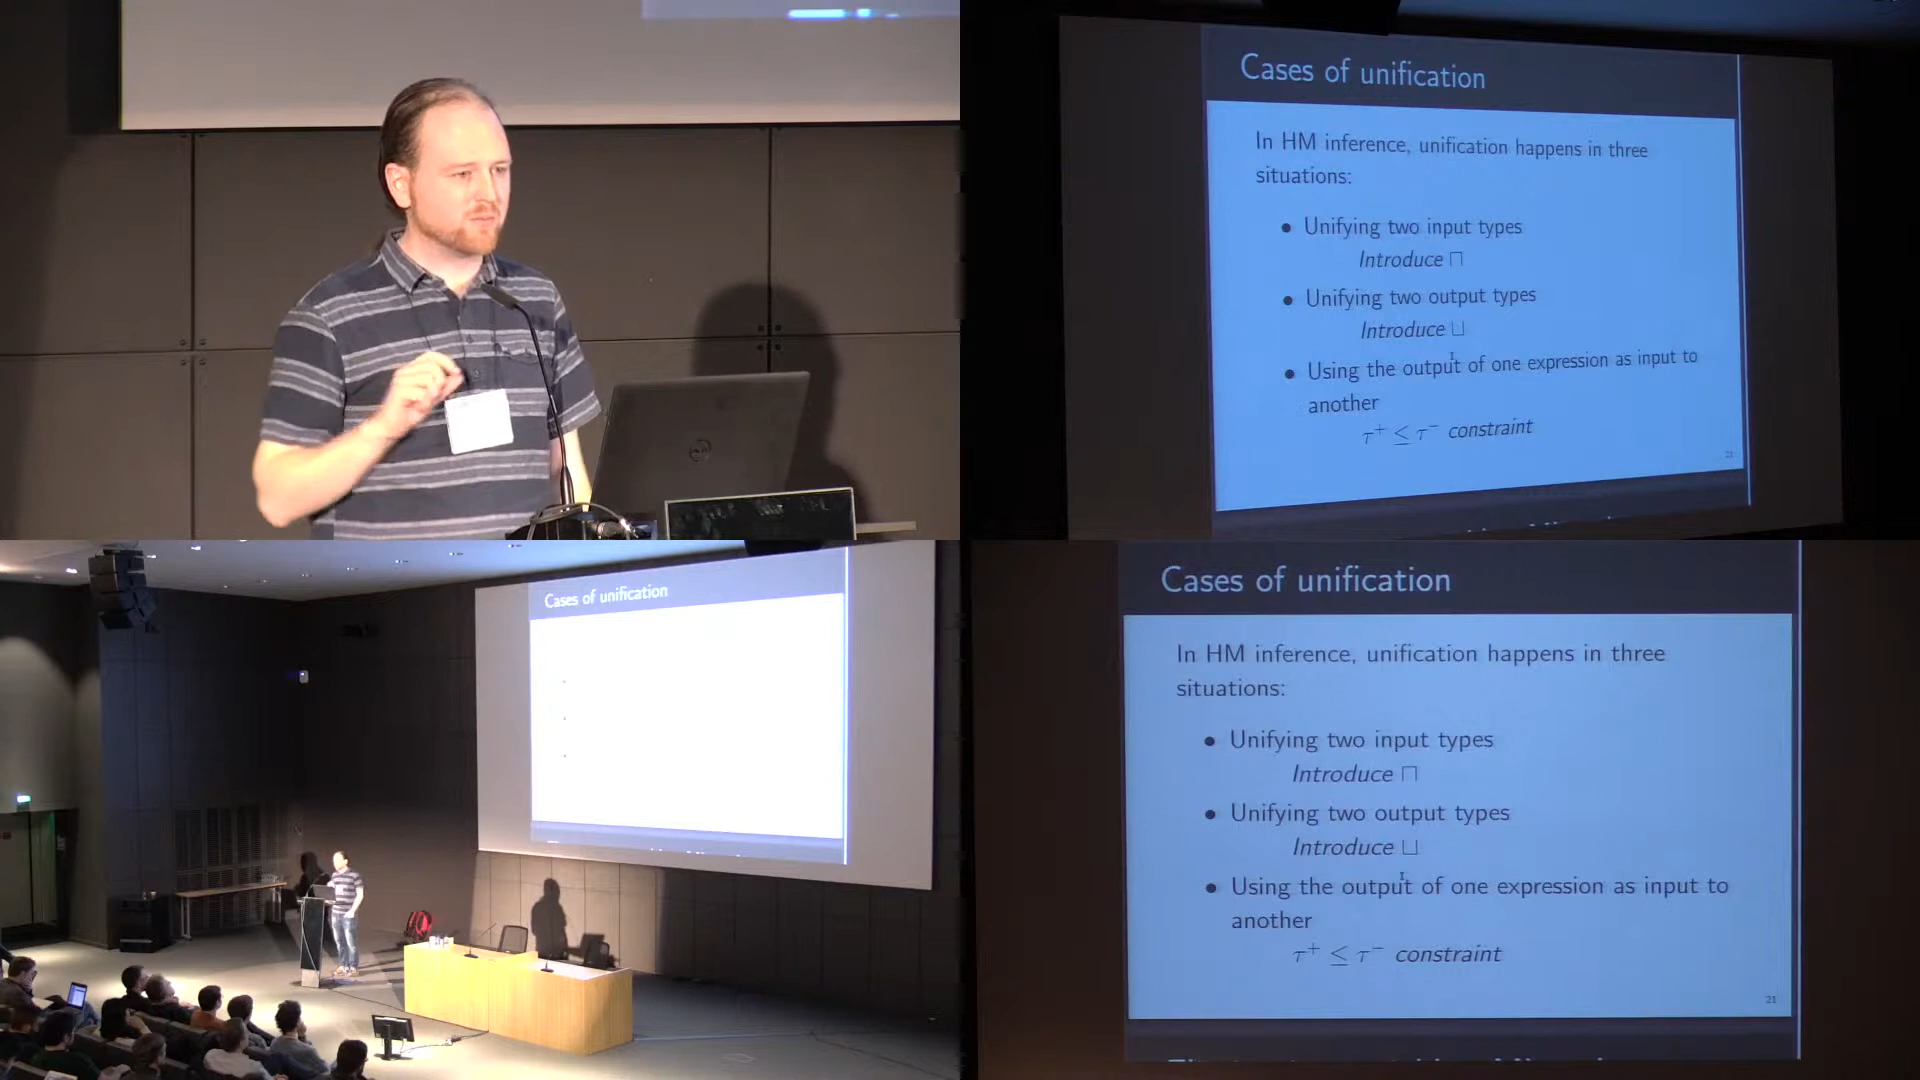 Cases of unification
In HM inference, unification happens in three
situations:
• Unifying two input types
Introduce ⊓
• Unifying two output types
Introduce ⊔
• Using the output of one expression as input to
another
τ⁺ ≤ τ⁻ constraint
21
Cases of unification
Cases of unification
In HM inference, unification happens in three
situations:
• Unifying two input types
Introduce ⊓
• Unifying two output types
Introduce ⊔
• Using the output of one expression as input to
another
τ⁺ ≤ τ⁻ constraint
21